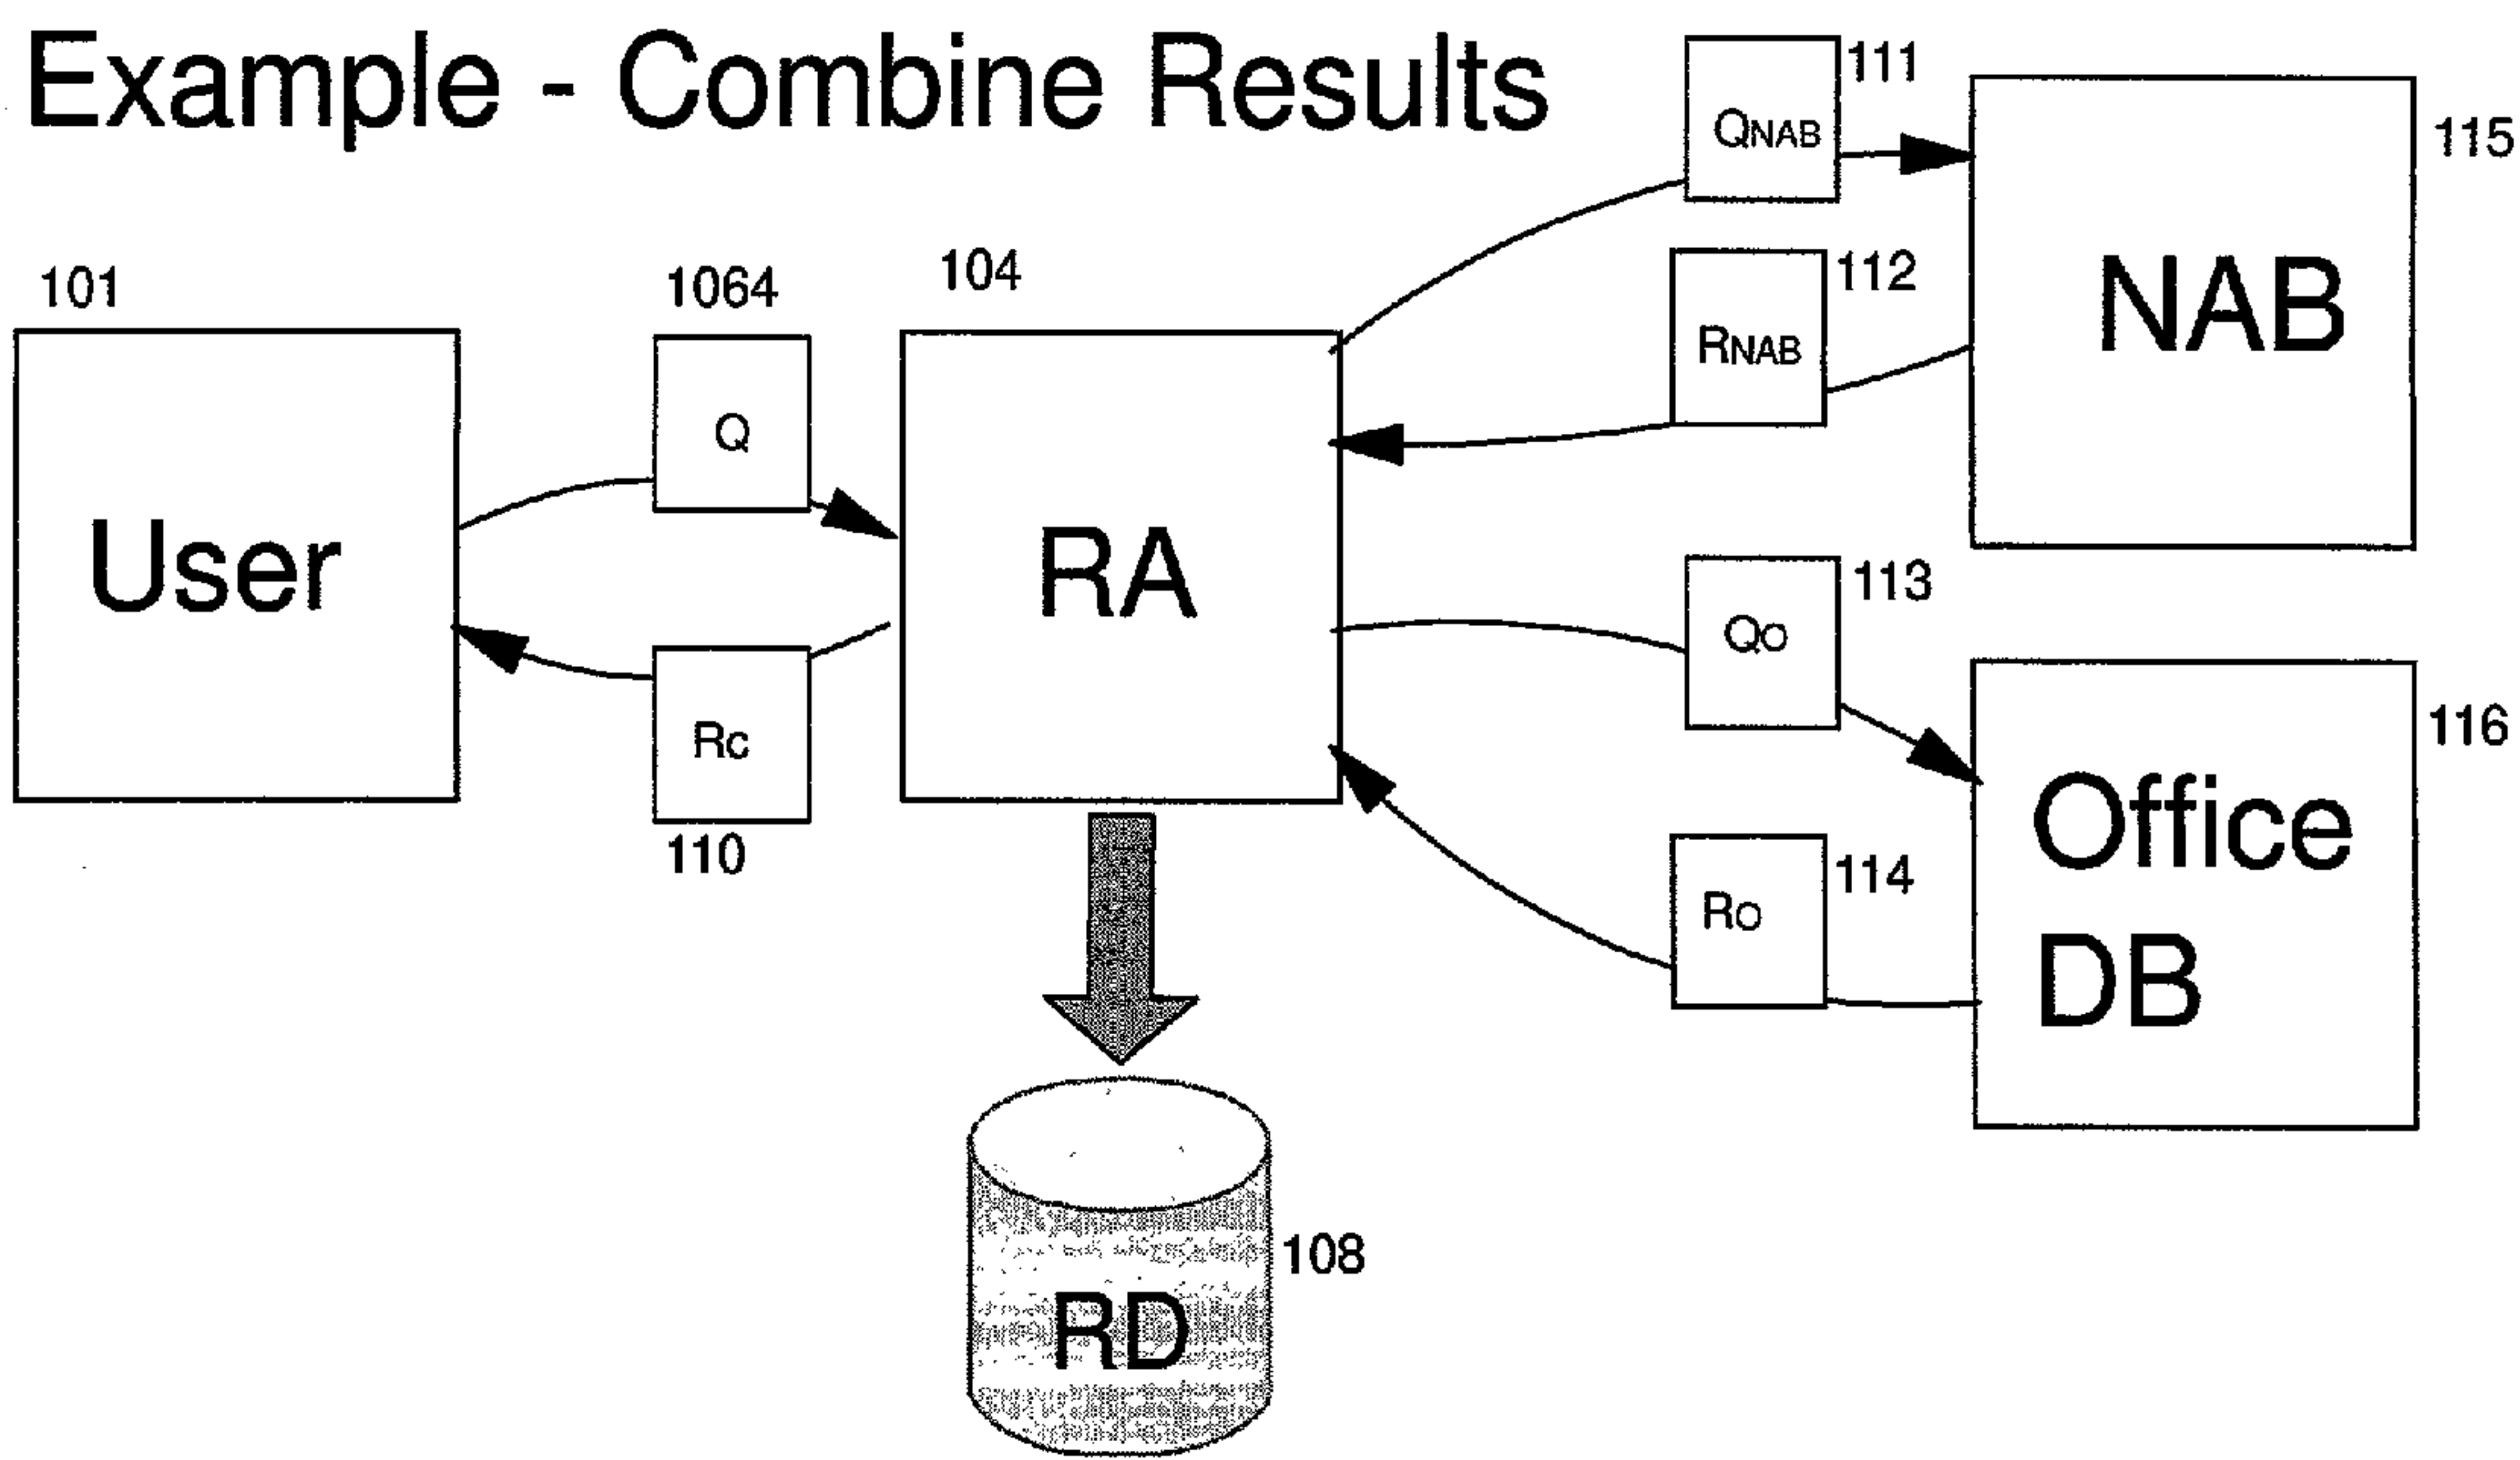 Example - Combine Results
111
QNAB
115
101
1064
104
112
NAB
RNAB
Q
User
RA
113
QO
116
RC
110
Office
DB
114
RO
108
RD